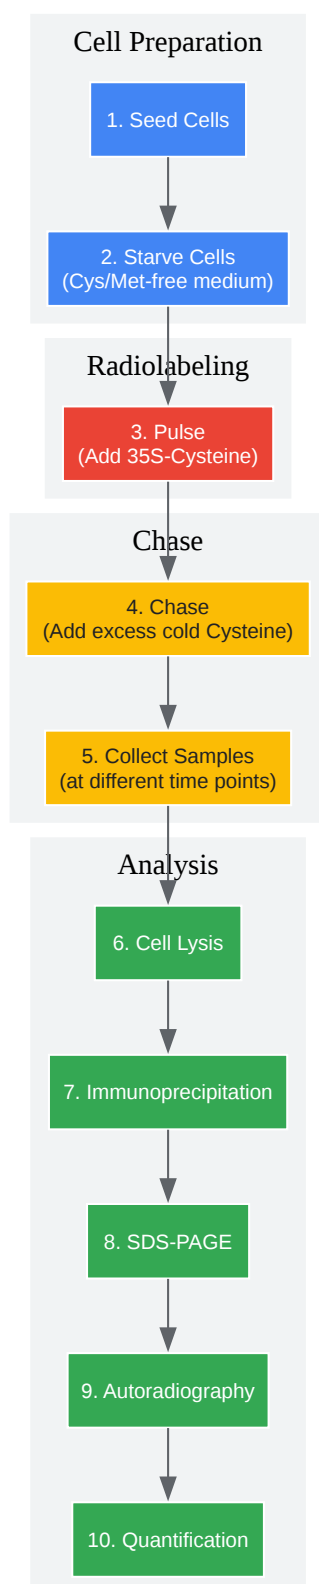 Cell Preparation
1. Seed Cells
2. Starve Cells
(Cys/Met-free medium)
Radiolabeling
3. Pulse
(Add 35S-Cysteine)
Chase
4. Chase
(Add excess cold Cysteine)
5. Collect Samples
(at different time points)
Analysis
6. Cell Lysis
7. Immunoprecipitation
8. SDS-PAGE
9. Autoradiography
10. Quantification